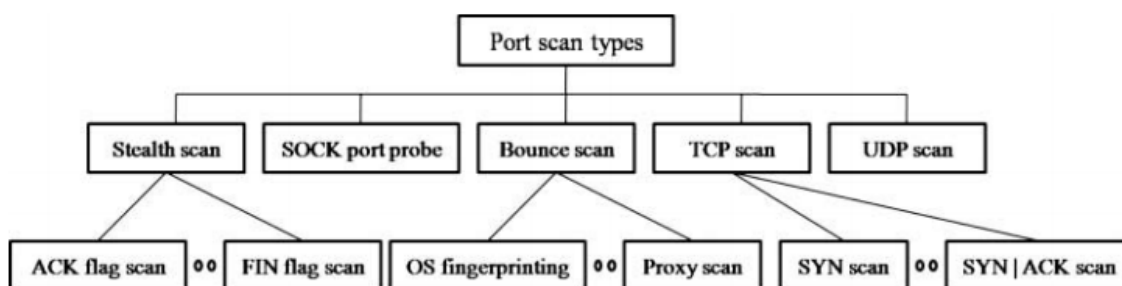 Port scan types
Stealth scan
SOCK port probe
Bounce scan
TCP scan
UDP scan
ACK flag scan
FIN flag scan
OS fingerprinting
Proxy scan
SYN scan
SYN | ACK scan